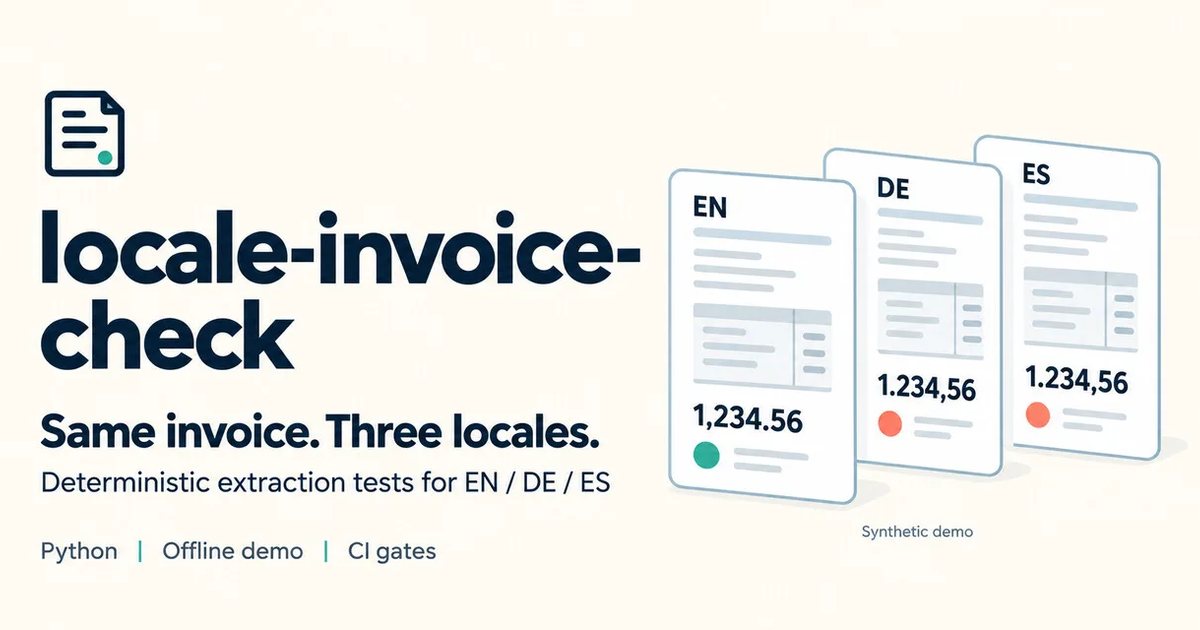 locale-invoice-
check
Same invoice. Three locales.
Deterministic extraction tests for EN / DE / ES
Python | Offline demo | CI gates
EN
1,234.56
DE
1.234,56
ES
1.234,56
Synthetic demo